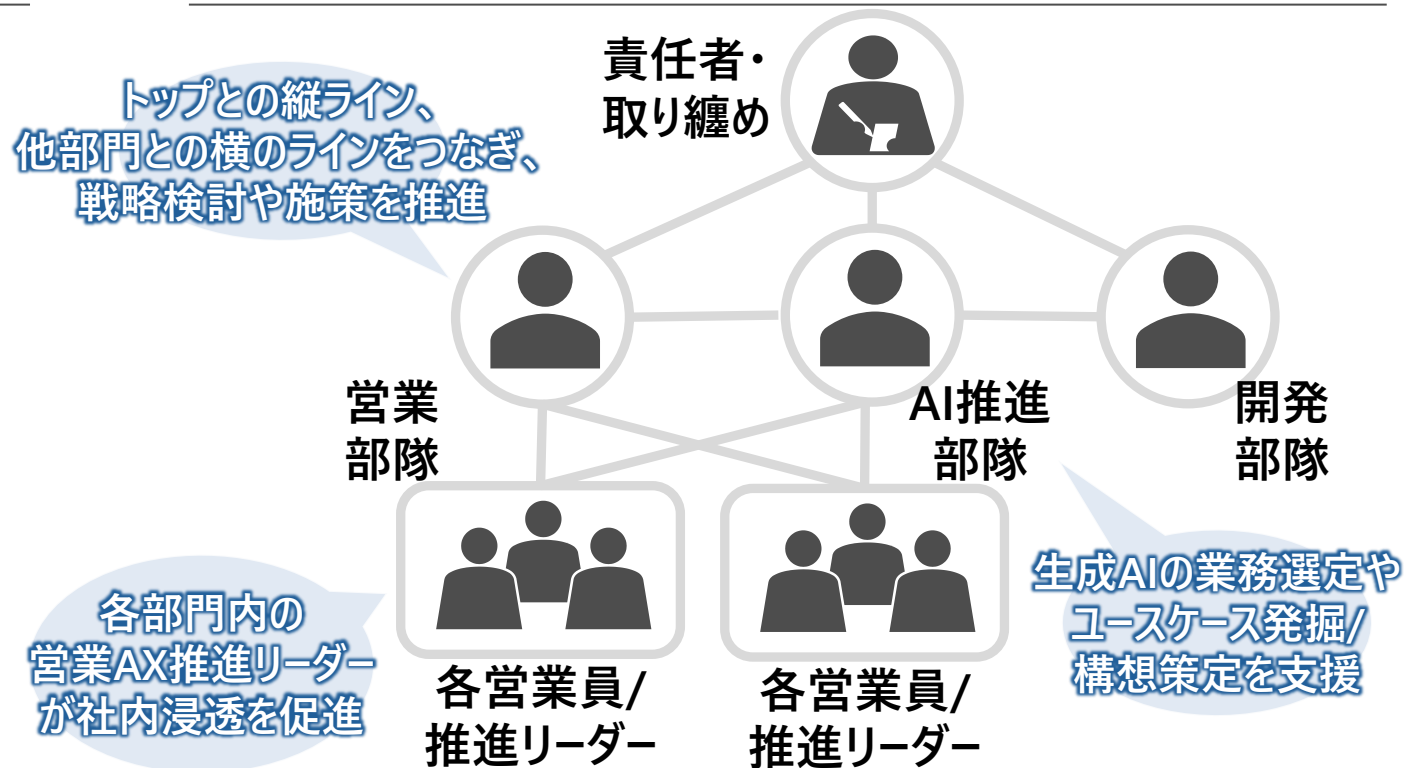 責任者・
取り纏め
トップとの縦ライン、
他部門との横のラインをつなぎ、
戦略検討や施策を推進
営業
部隊
AI推進
部隊
開発
部隊
各部門内の
営業AX推進リーダー
が社内浸透を促進
生成AIの業務選定や
ユースケース発掘/
構想策定を支援
各営業員/
推進リーダー
各営業員/
推進リーダー